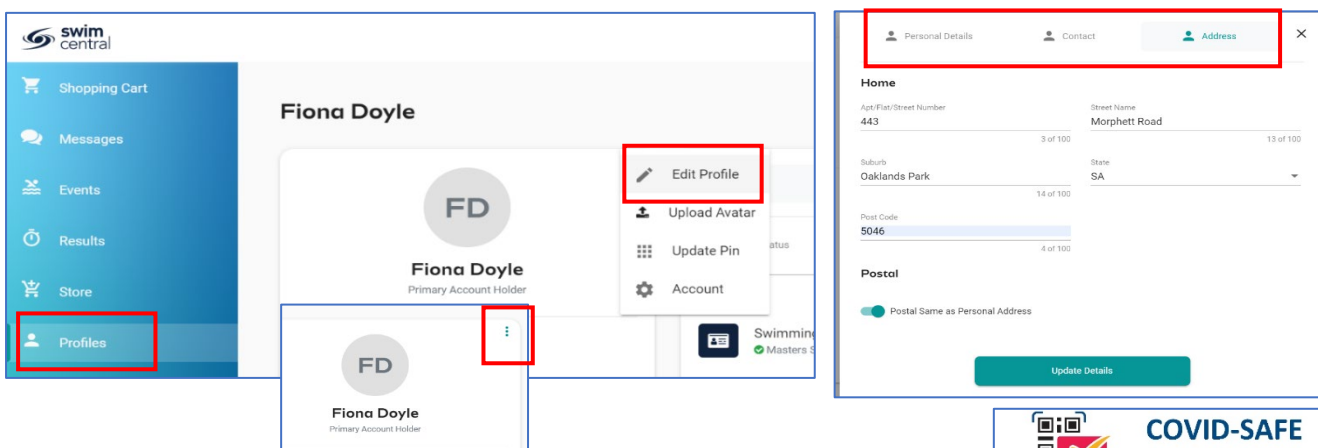 swim
central
Shopping Cart
Messages
Events
Results
Store
Profiles
Fiona Doyle
FD
Fiona Doyle
Primary Account Holder
Edit Profile
Upload Avatar
Update Pin
Account
Swimming
Masters S
FD
Fiona Doyle
Primary Account Holder
Personal Details
Contact
Address
Home
Apt/Flat/Street Number
443
3 of 100
Street Name
Morphett Road
13 of 100
Suburb
Oaklands Park
14 of 100
State
SA
Post Code
5046
4 of 100
Postal
Postal Same as Personal Address
Update Details
COVID-SAFE